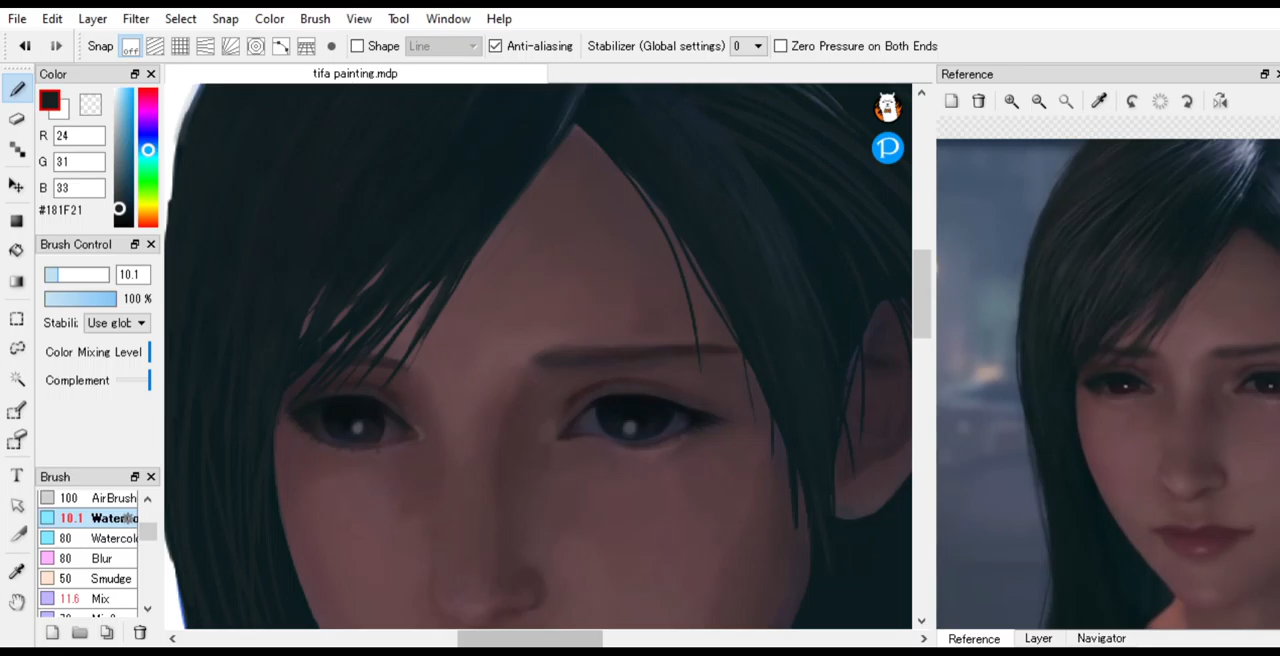 File Edit Layer Filter Select Snap Color Brush View Tool Window Help
Snap off Shape Line Anti-aliasing Stabilizer (Global settings) 0 Zero Pressure on Both Ends
Color
tifa painting.mdp
Reference
R 24
G 31
B 33
#181F21
Brush Control
10.1
100 %
Stabili: Use glob
Color Mixing Level
Complement
Brush
100 AirBrush
10.1 Waterco
80 Watercol
80 Blur
50 Smudge
11.6 Mix
T
P
Reference Layer Navigator